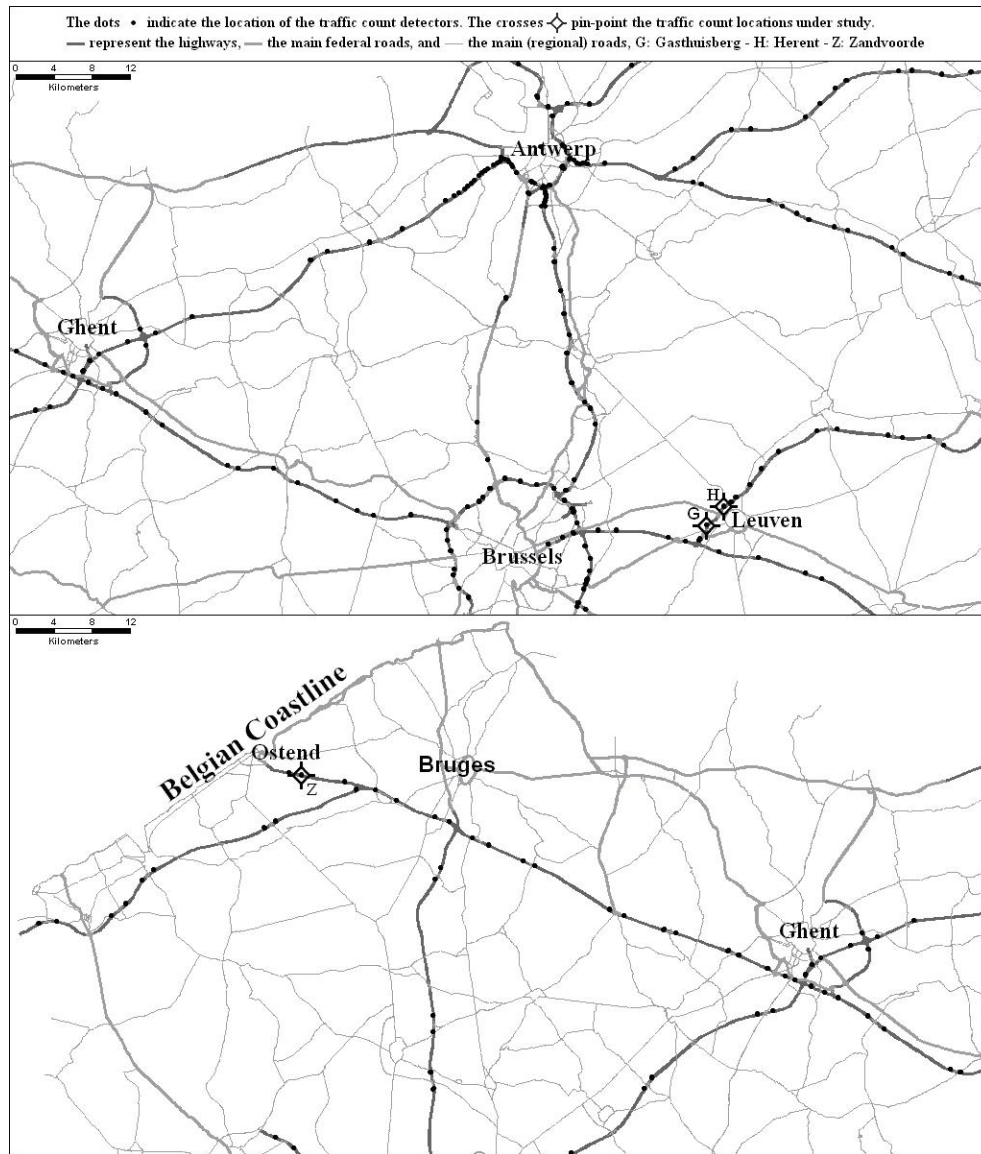 The dots • indicate the location of the traffic count detectors. The crosses pin-point the traffic count locations under study.
represent the highways, the main federal roads, and the main (regional) roads, G: Gasthuisberg - H: Herent - Z: Zandvoorde
0 4 8 12
Kilometers
Antwerp
Ghent
H
G
Leuven
Brussels
0 4 8 12
Kilometers
Belgian Coastline
Ostend
Bruges
Z
Ghent